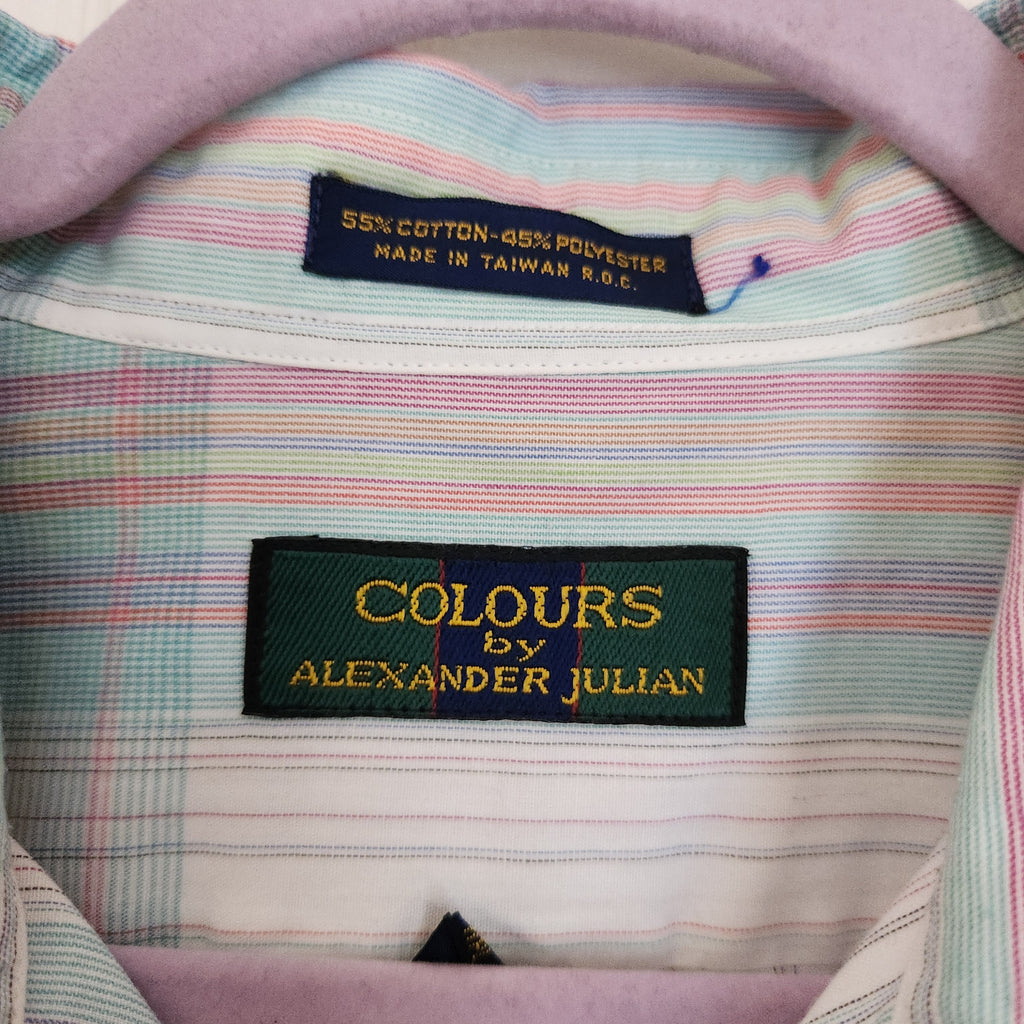 55% COTTON-45% POLYESTER
MADE IN TAIWAN R.O.C.
COLOURS
by
ALEXANDER JULIAN